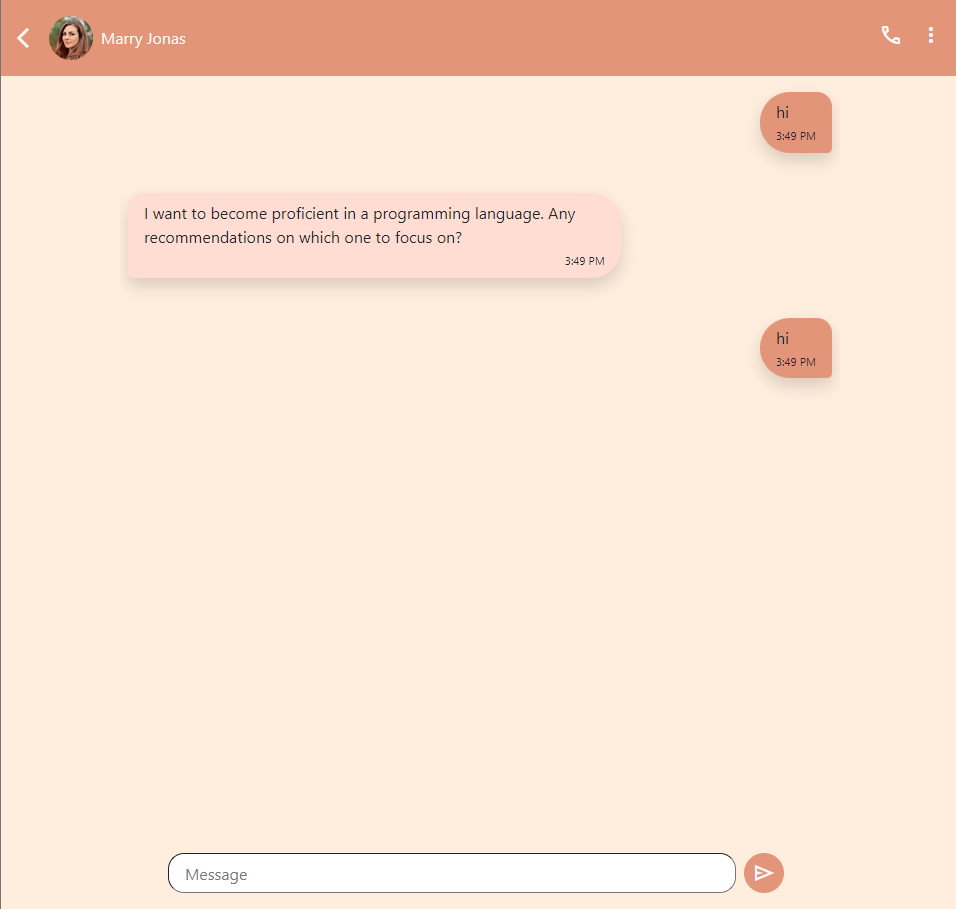 Marry Jonas
hi
3:49 PM
I want to become proficient in a programming language. Any
recommendations on which one to focus on?
3:49 PM
hi
3:49 PM
Message